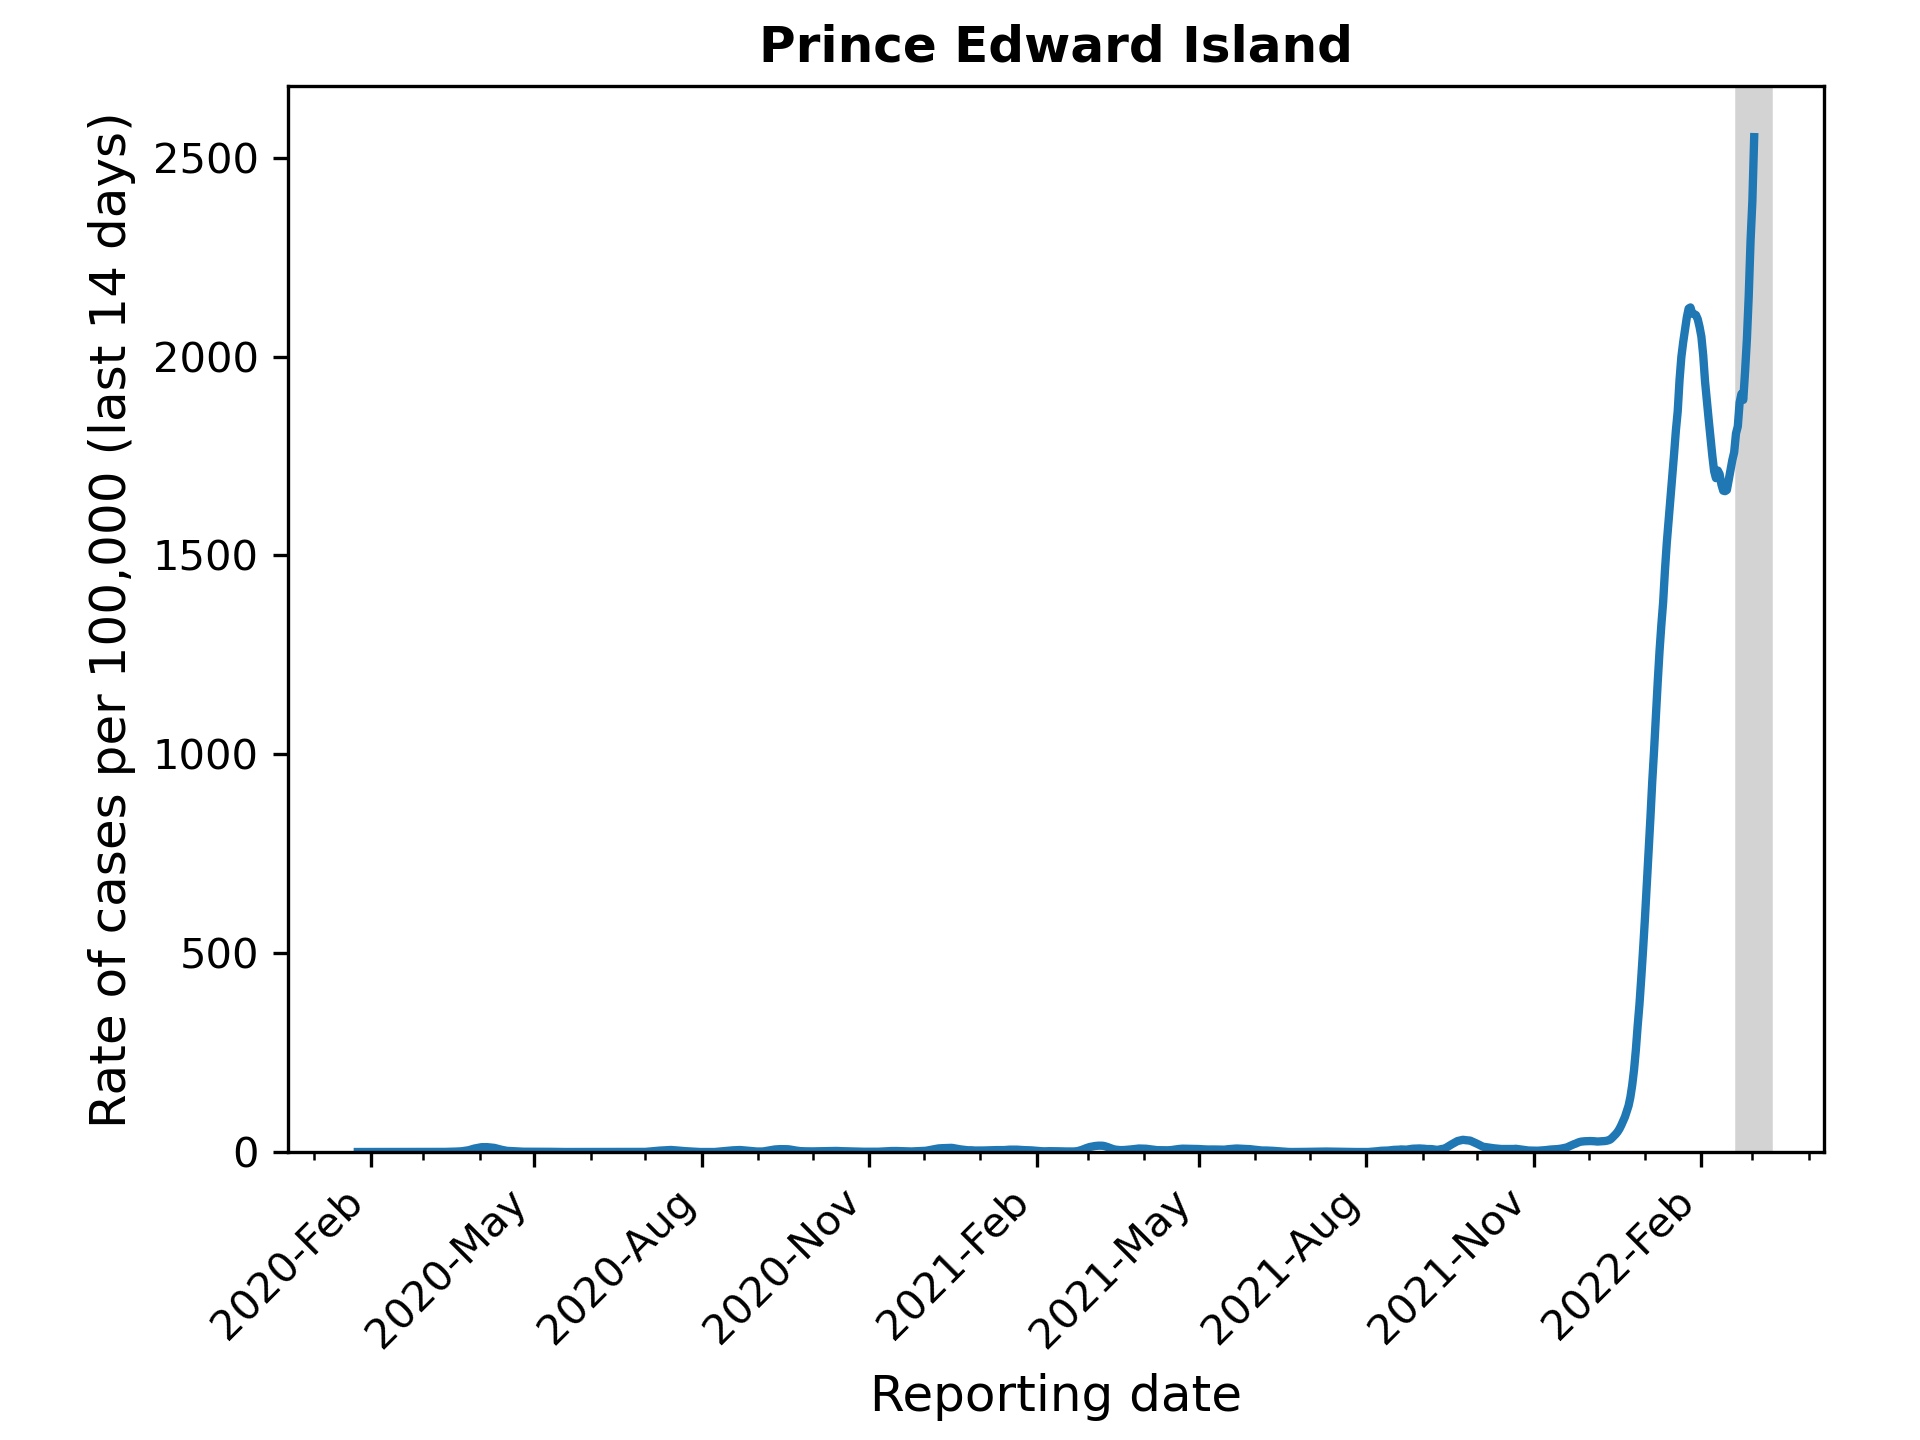 Prince Edward Island
Rate of cases per 100,000 (last 14 days)
2500
2000
1500
1000
500
0
2020-Feb
2020-May
2020-Aug
2020-Nov
2021-Feb
2021-May
2021-Aug
2021-Nov
2022-Feb
Reporting date